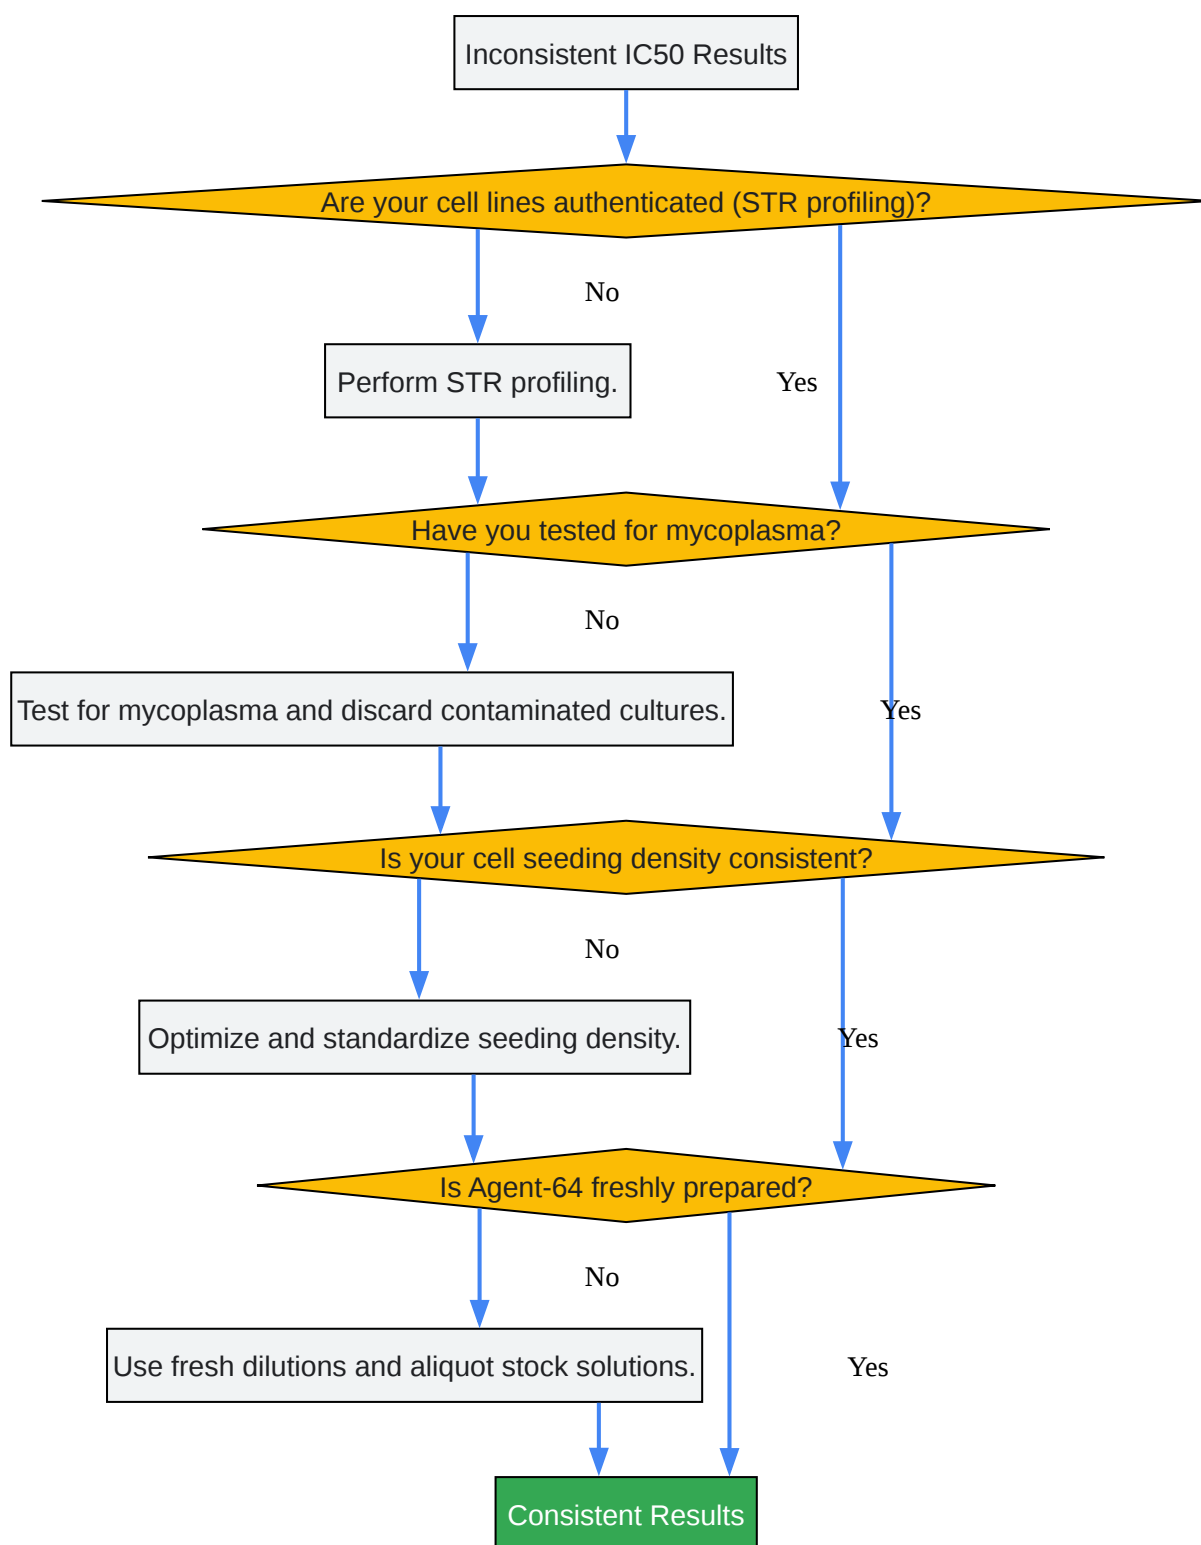 Inconsistent IC50 Results
Are your cell lines authenticated (STR profiling)?
No
Perform STR profiling.
Yes
Have you tested for mycoplasma?
No
Test for mycoplasma and discard contaminated cultures.
Yes
Is your cell seeding density consistent?
No
Optimize and standardize seeding density.
Yes
Is Agent-64 freshly prepared?
No
Use fresh dilutions and aliquot stock solutions.
Yes
Consistent Results